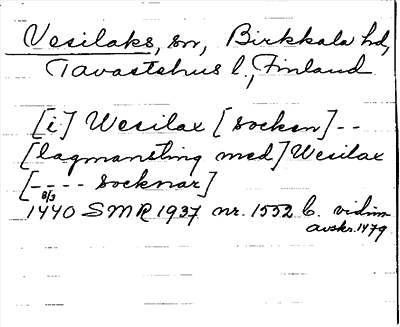 Vesilaks, sn, Birkkala hd,
Tavastehus l., Finland
[i] Wesilax [socken] - -
[lagmansting med] Wesilax
[- - - - socknar]
8/3
1440 SMR 1937 nr. 1552 b. vidim.
avskr. 1479